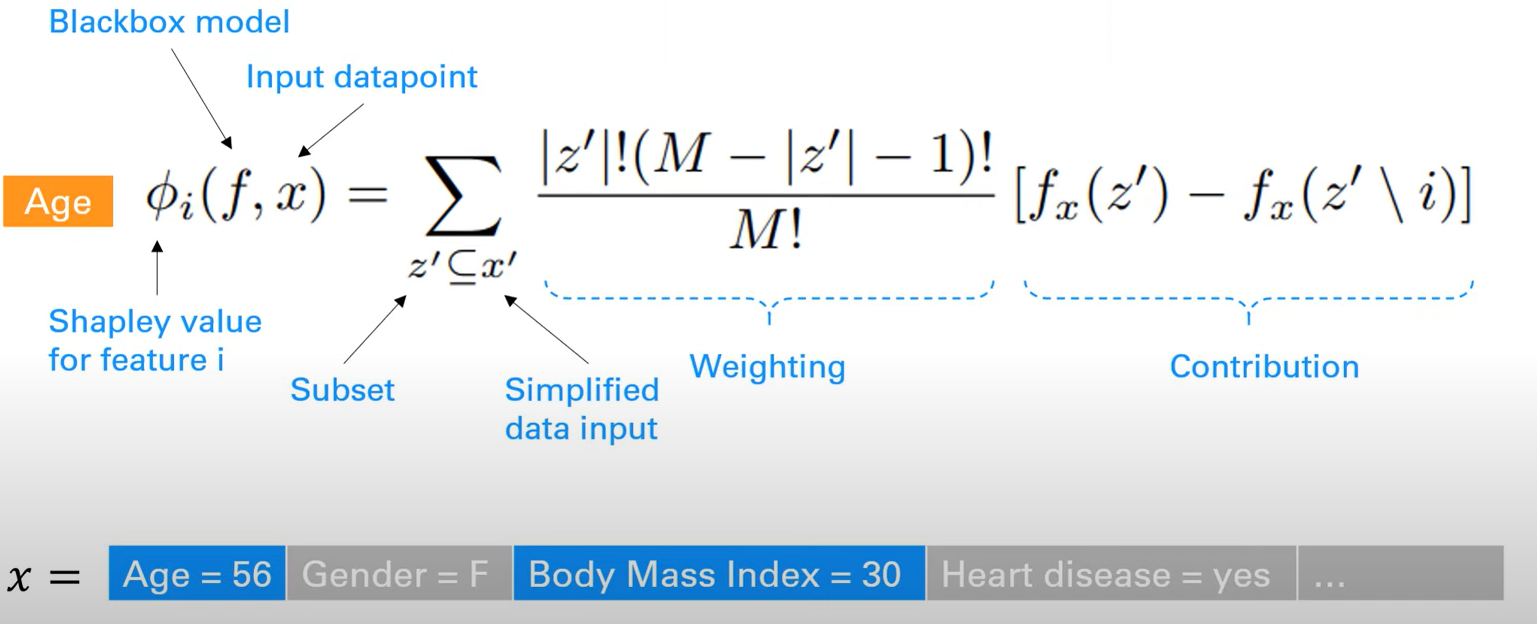 Blackbox model
Input datapoint
Age
ϕᵢ(f, x) = ∑ z′⊆x′ |z′|!(M − |z′| − 1)! / M! [fₓ(z′) − fₓ(z′ \ i)]
Shapley value
for feature i
Subset
Simplified
data input
Weighting
Contribution
x = Age = 56 Gender = F Body Mass Index = 30 Heart disease = yes ...